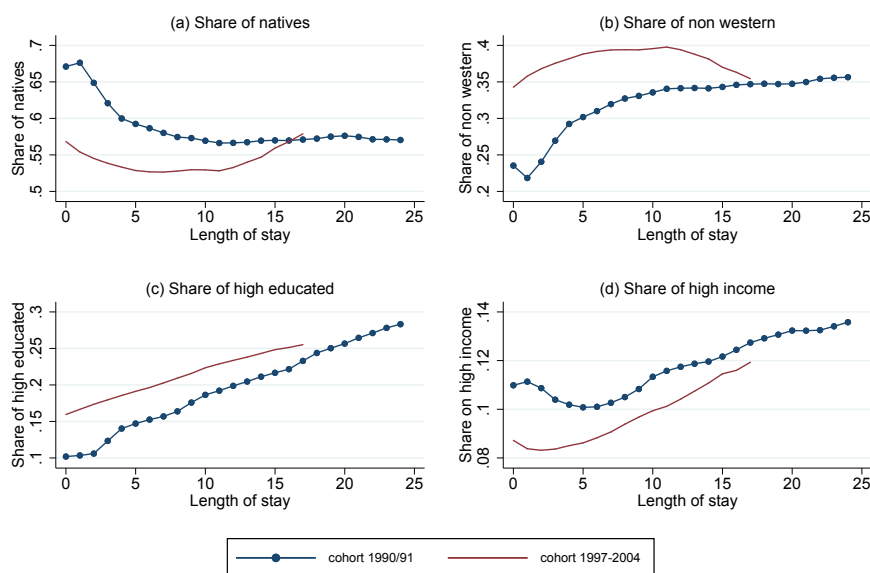 (a) Share of natives
Share of natives
.7
.65
.6
.55
.5
0 5 10 15 20 25
Length of stay
(b) Share of non western
Share of non western
.4
.35
.3
.25
.2
0 5 10 15 20 25
Length of stay
(c) Share of high educated
Share of high educated
.3
.25
.2
.15
.1
0 5 10 15 20 25
Length of stay
(d) Share of high income
Share on high income
.14
.12
.1
.08
0 5 10 15 20 25
Length of stay
cohort 1990/91 cohort 1997-2004